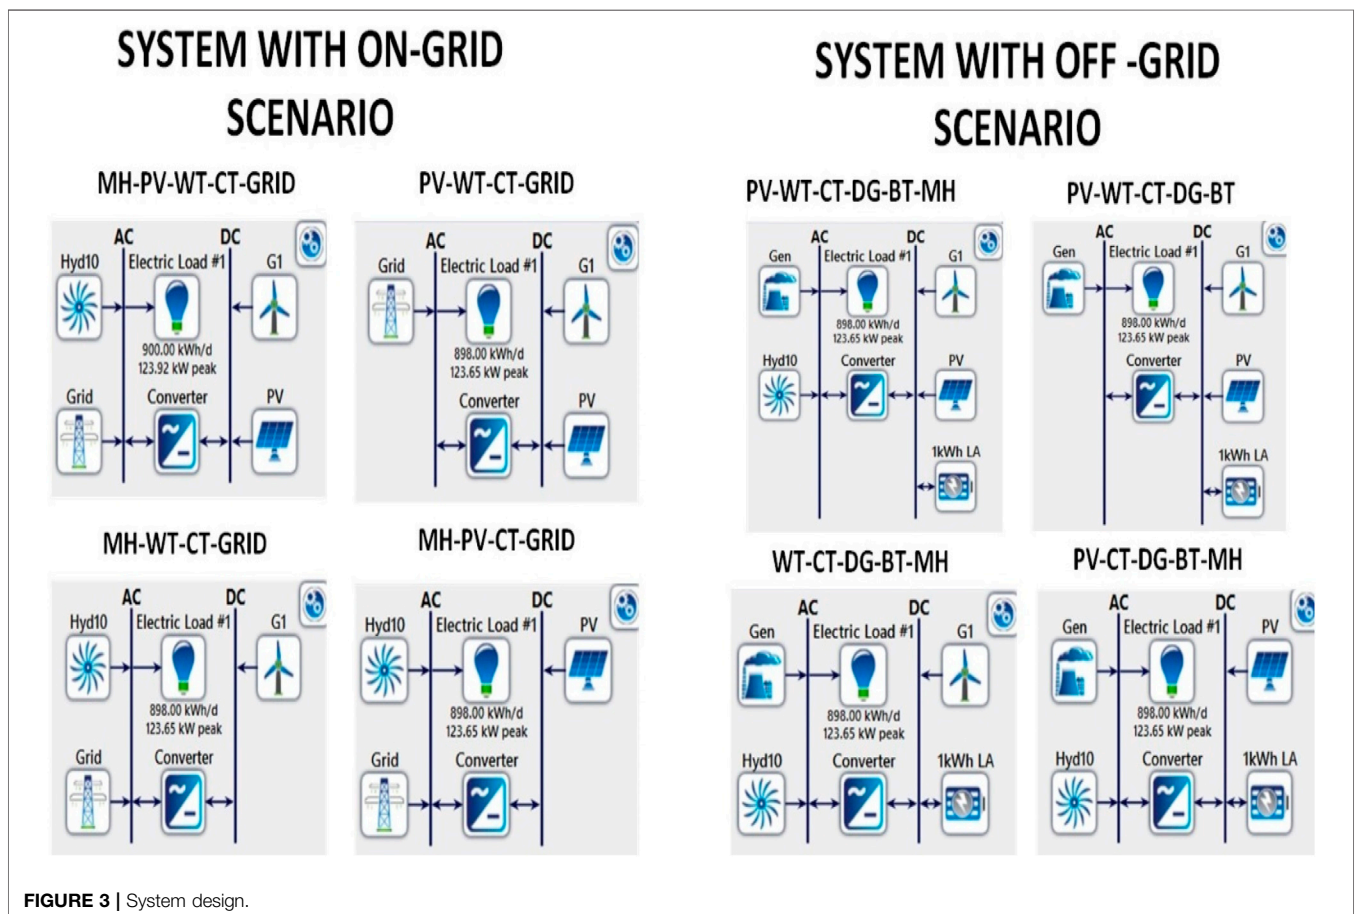 SYSTEM WITH ON-GRID
SCENARIO
MH-PV-WT-CT-GRID
AC
DC
Hyd10
Electric Load #1
G1
900.00 kWh/d
123.92 kW peak
Grid
Converter
PV
PV-WT-CT-GRID
AC
DC
Grid
Electric Load #1
G1
898.00 kWh/d
123.65 kW peak
Converter
PV
MH-WT-CT-GRID
AC
DC
Hyd10
Electric Load #1
G1
898.00 kWh/d
123.65 kW peak
Grid
Converter
MH-PV-CT-GRID
AC
DC
Hyd10
Electric Load #1
PV
898.00 kWh/d
123.65 kW peak
Grid
Converter
SYSTEM WITH OFF -GRID
SCENARIO
PV-WT-CT-DG-BT-MH
AC
DC
Gen
Electric Load #1
G1
898.00 kWh/d
123.65 kW peak
Hyd10
Converter
PV
1kWh LA
PV-WT-CT-DG-BT
AC
DC
Gen
Electric Load #1
G1
898.00 kWh/d
123.65 kW peak
Converter
PV
1kWh LA
WT-CT-DG-BT-MH
AC
DC
Gen
Electric Load #1
G1
898.00 kWh/d
123.65 kW peak
Hyd10
Converter
1kWh LA
PV-CT-DG-BT-MH
AC
DC
Gen
Electric Load #1
PV
898.00 kWh/d
123.65 kW peak
Hyd10
Converter
1kWh LA
FIGURE 3 | System design.